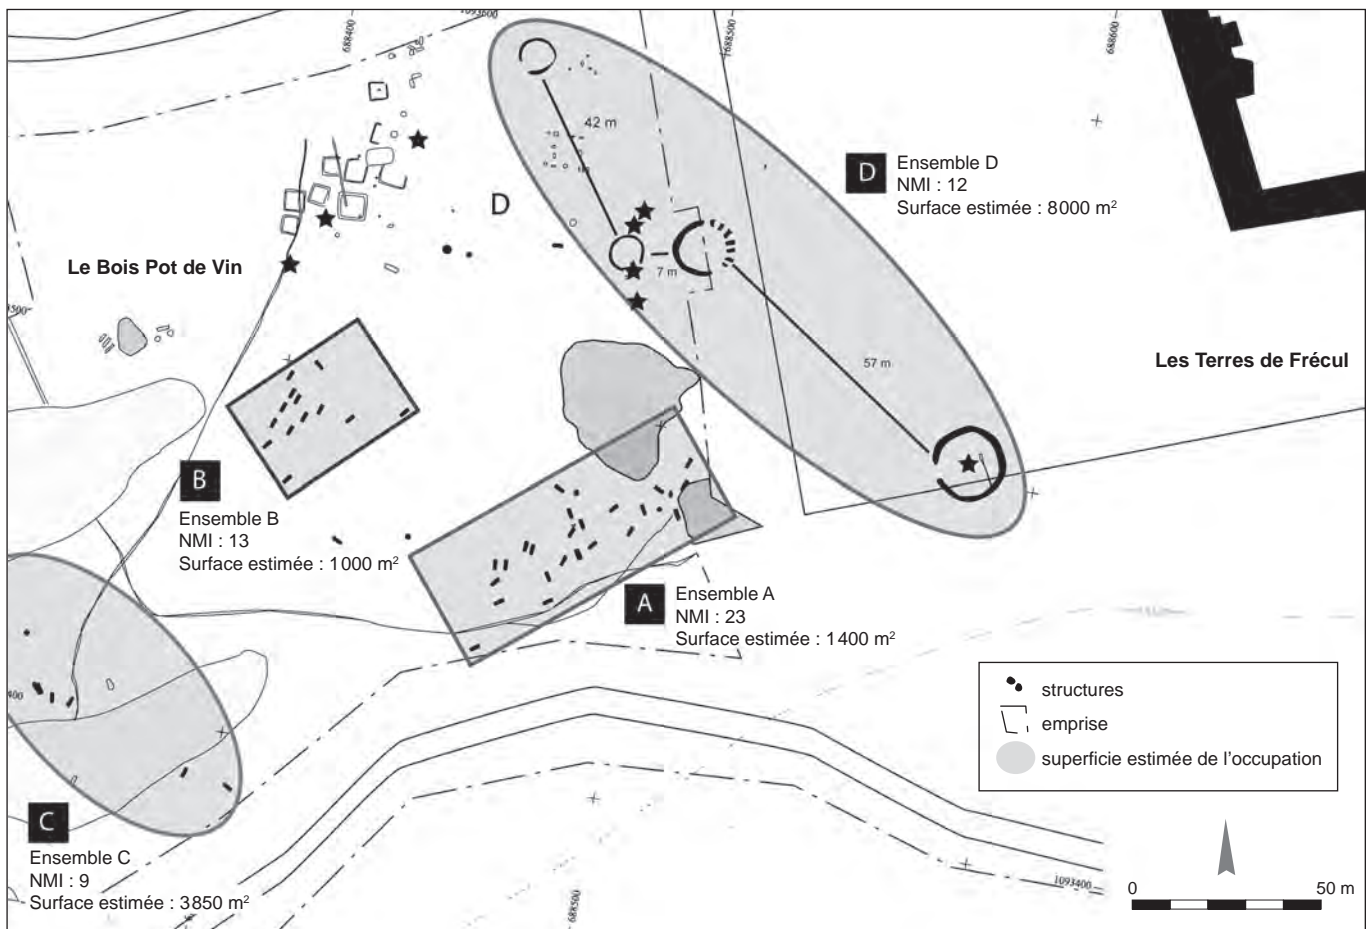 1093600
688400
688500
688600
42 m
D
Ensemble D
NMI : 12
Surface estimée : 8000 m²
D
7 m
Le Bois Pot de Vin
57 m
Les Terres de Frécul
B
Ensemble B
NMI : 13
Surface estimée : 1000 m²
A
Ensemble A
NMI : 23
Surface estimée : 1400 m²
structures
emprise
superficie estimée de l'occupation
C
Ensemble C
NMI : 9
Surface estimée : 3850 m²
688500
1093400
0
50 m